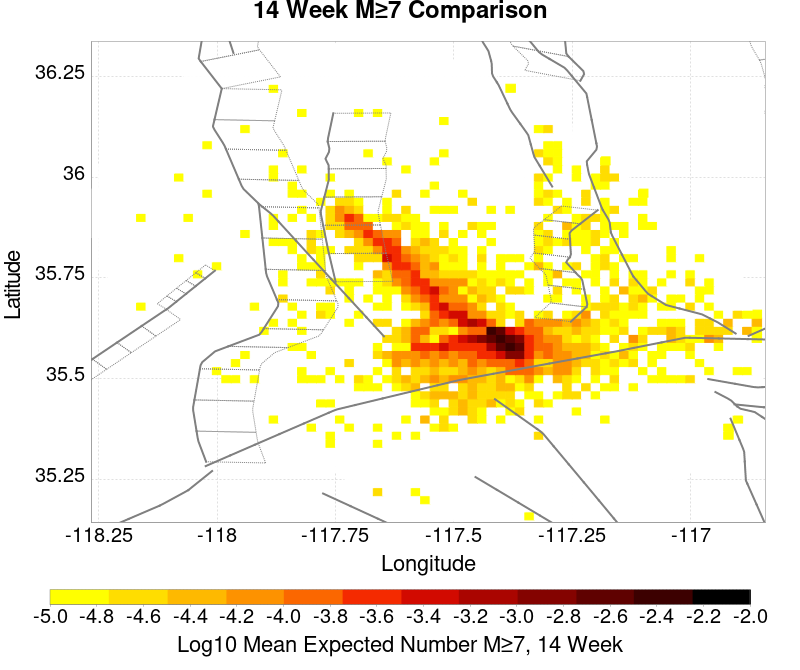 14 Week M≥7 Comparison
36.25
36
35.75
35.5
35.25
Latitude
-118.25 -118 -117.75 -117.5 -117.25 -117
Longitude
-5.0 -4.8 -4.6 -4.4 -4.2 -4.0 -3.8 -3.6 -3.4 -3.2 -3.0 -2.8 -2.6 -2.4 -2.2 -2.0
Log10 Mean Expected Number M≥7, 14 Week